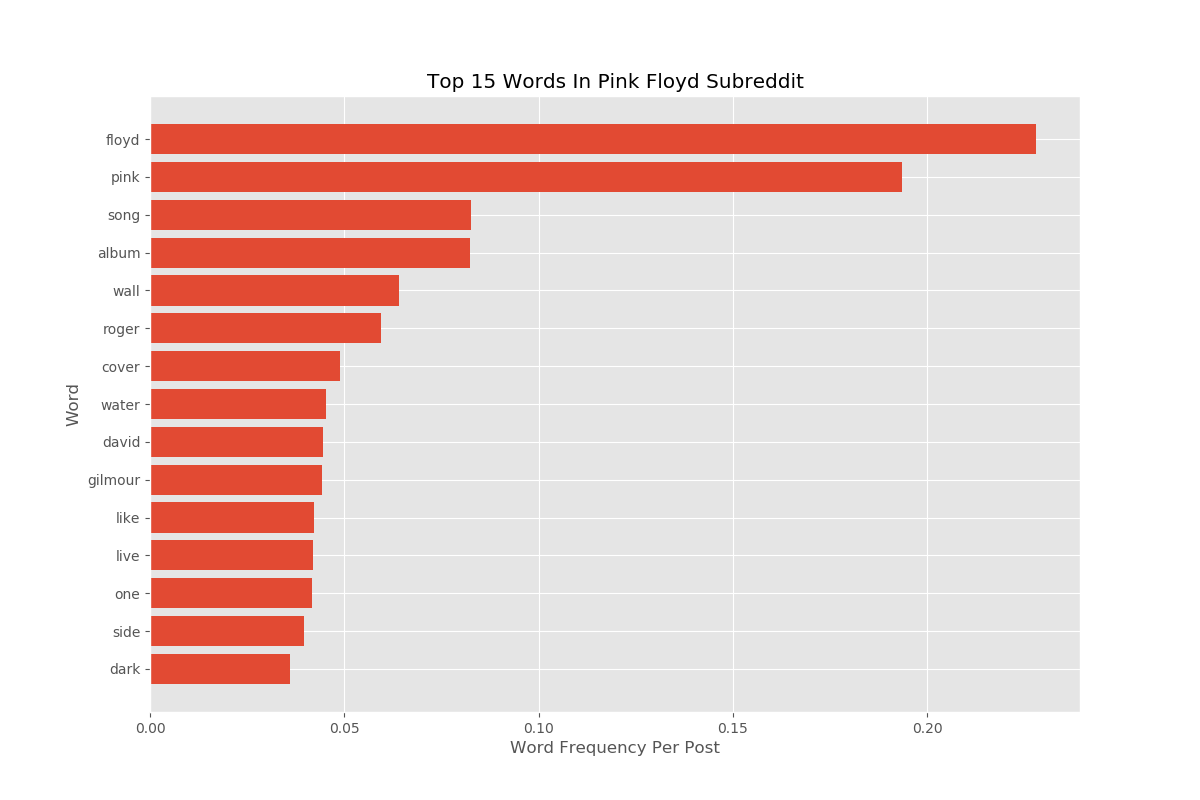 Top 15 Words In Pink Floyd Subreddit
floyd
pink
song
album
wall
roger
cover
water
david
gilmour
like
live
one
side
dark
Word
0.00 0.05 0.10 0.15 0.20
Word Frequency Per Post